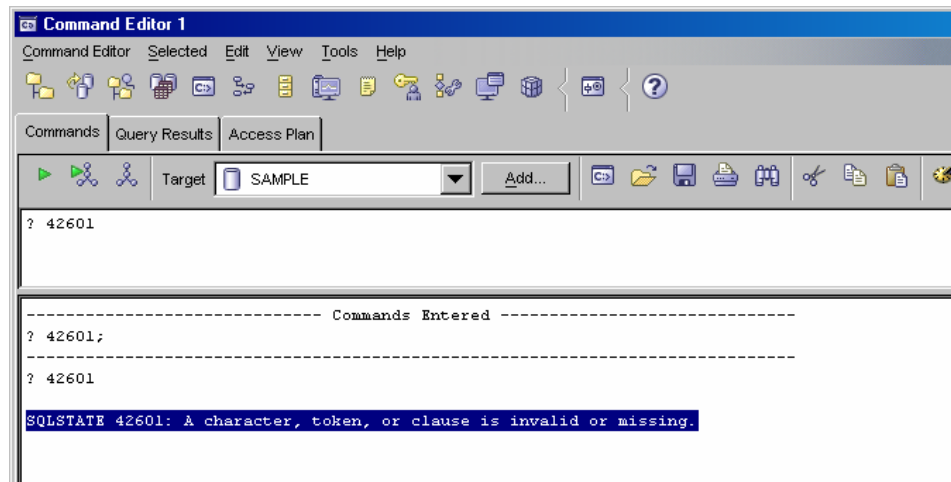 Command Editor 1
Command Editor Selected Edit View Tools Help
Commands Query Results Access Plan
Target SAMPLE Add...
? 42601
------------------------------ Commands Entered ------------------------------
? 42601;
------------------------------------------------------------------------------
? 42601
SQLSTATE 42601: A character, token, or clause is invalid or missing.